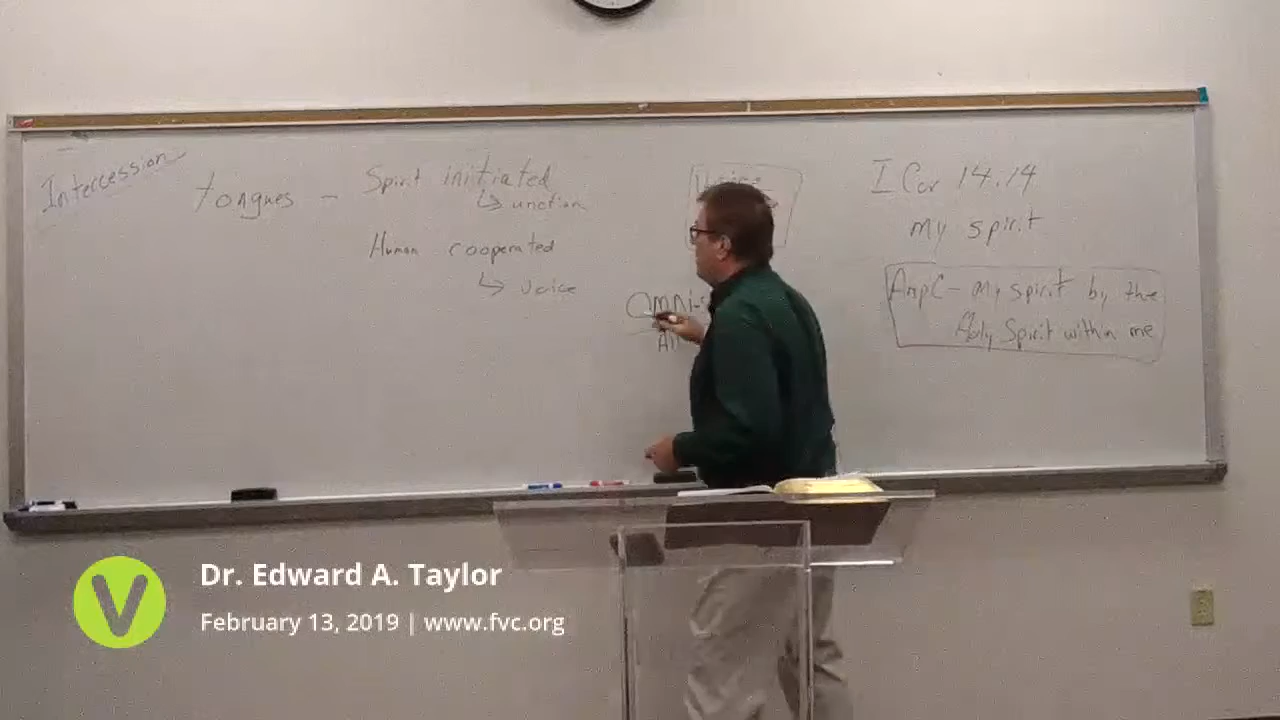 Intercession
tongues - Spirit initiated
↳ unction
Human cooperated
↳ voice
All
I Cor 14.14
my spirit
AmpC - my spirit by the
Holy Spirit within me
V
Dr. Edward A. Taylor
February 13, 2019 | www.fvc.org